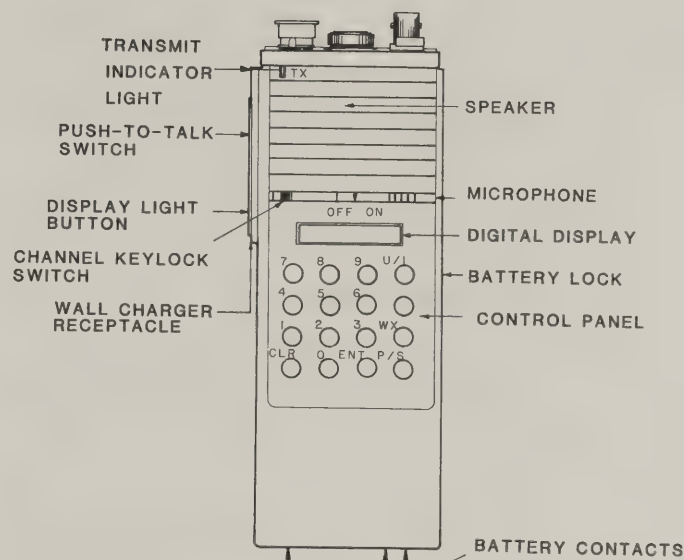 TRANSMIT
INDICATOR
LIGHT
TX
PUSH-TO-TALK
SWITCH
SPEAKER
MICROPHONE
OFF ON
DISPLAY LIGHT
BUTTON
DIGITAL DISPLAY
CHANNEL KEYLOCK
SWITCH
7 8 9 U/I
BATTERY LOCK
WALL CHARGER
RECEPTACLE
4 5 6
CONTROL PANEL
1 2 3 WX
CLR 0 ENT P/S
BATTERY CONTACTS